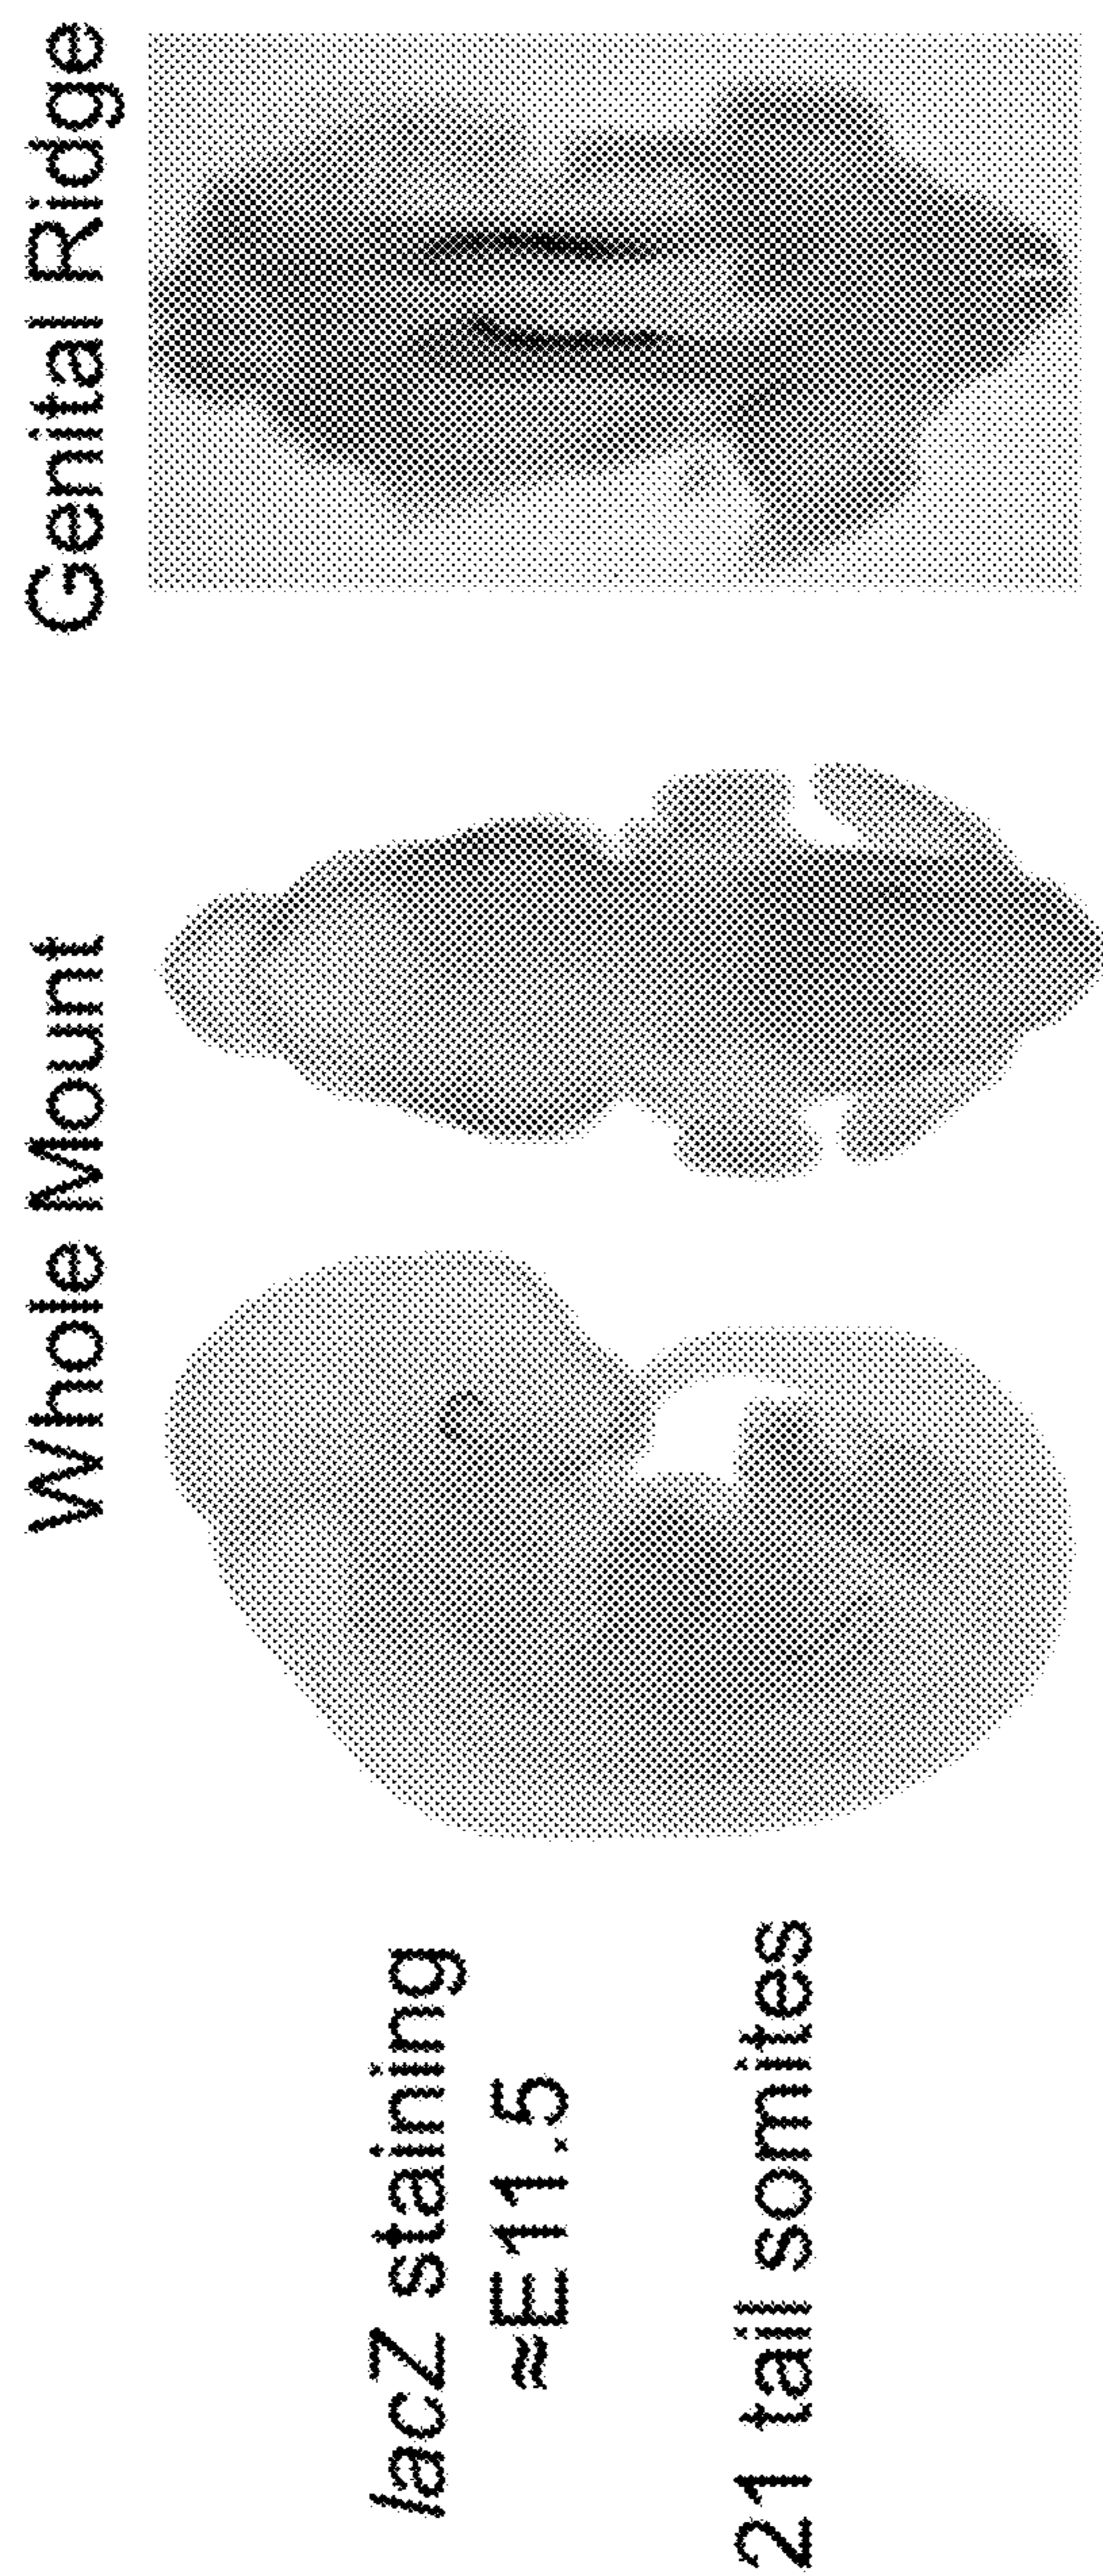 Whole Mount
Genital Ridge
lacZ staining
≈E11.5
21 tail somites